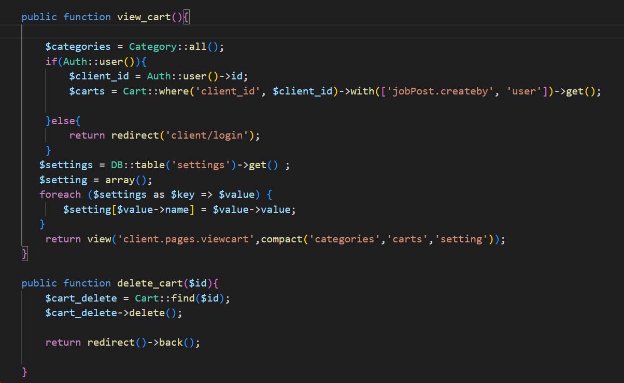 public function view_cart(){
$categories = Category::all();
if(Auth::user()){
$client_id = Auth::user()->id;
$carts = Cart::where('client_id', $client_id)->with(['jobPost.createby', 'user'])->get();
}else{
return redirect('client/login');
}
$settings = DB::table('settings')->get() ;
$setting = array();
foreach ($settings as $key => $value) {
$setting[$value->name] = $value->value;
}
return view('client.pages.viewcart',compact('categories','carts','setting'));
}
public function delete_cart($id){
$cart_delete = Cart::find($id);
$cart_delete->delete();
return redirect()->back();
}